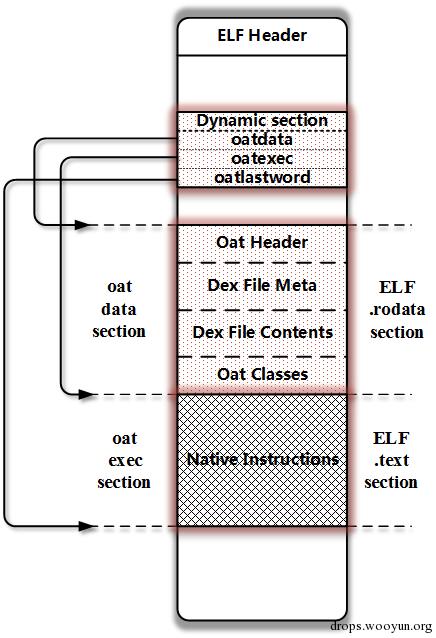 ELF Header
Dynamic section
oatdata
oatexec
oatlastword
Oat Header
Dex File Meta
Dex File Contents
Oat Classes
oat
data
section
ELF
.rodata
section
Native Instructions
oat
exec
section
ELF
.text
section
drops.wooyun.org